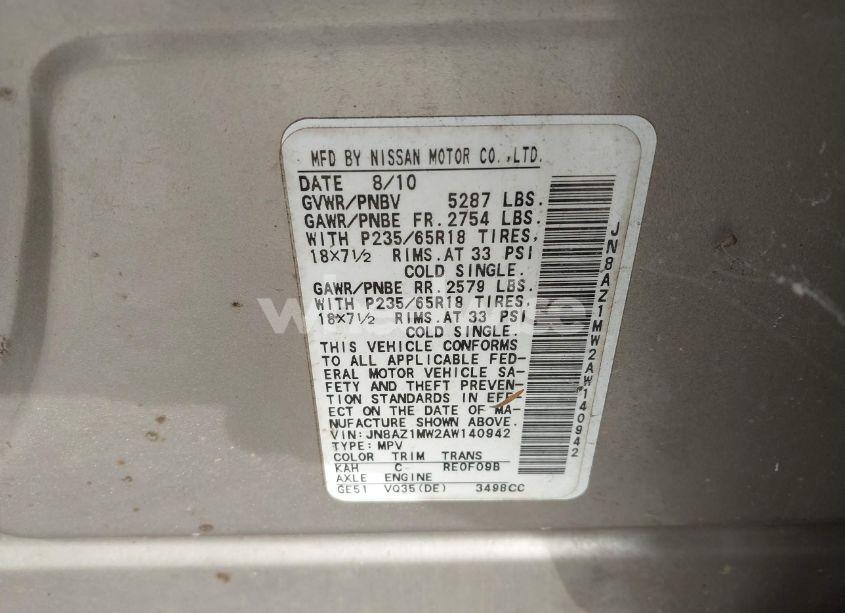 MFD BY NISSAN MOTOR CO.,LTD.
DATE 8/10
GVWR/PNBV 5287 LBS.
GAWR/PNBE FR. 2754 LBS.
WITH P235/65R18 TIRES,
18×7½ RIMS.AT 33 PSI
COLD SINGLE.
GAWR/PNBE RR. 2579 LBS.
WITH P235/65R18 TIRES,
18×7½ RIMS.AT 33 PSI
COLD SINGLE.
THIS VEHICLE CONFORMS
TO ALL APPLICABLE FED-
ERAL MOTOR VEHICLE SA-
FETY AND THEFT PREVEN-
TION STANDARDS IN EFF-
ECT ON THE DATE OF MA-
NUFACTURE SHOWN ABOVE.
VIN:JN8AZ1MW2AW140942
TYPE:MPV
COLOR TRIM TRANS
KAH C RE0F09B
AXLE ENGINE
GE51 VQ35(DE) 3498CC
JN8AZ1MW2AW140942